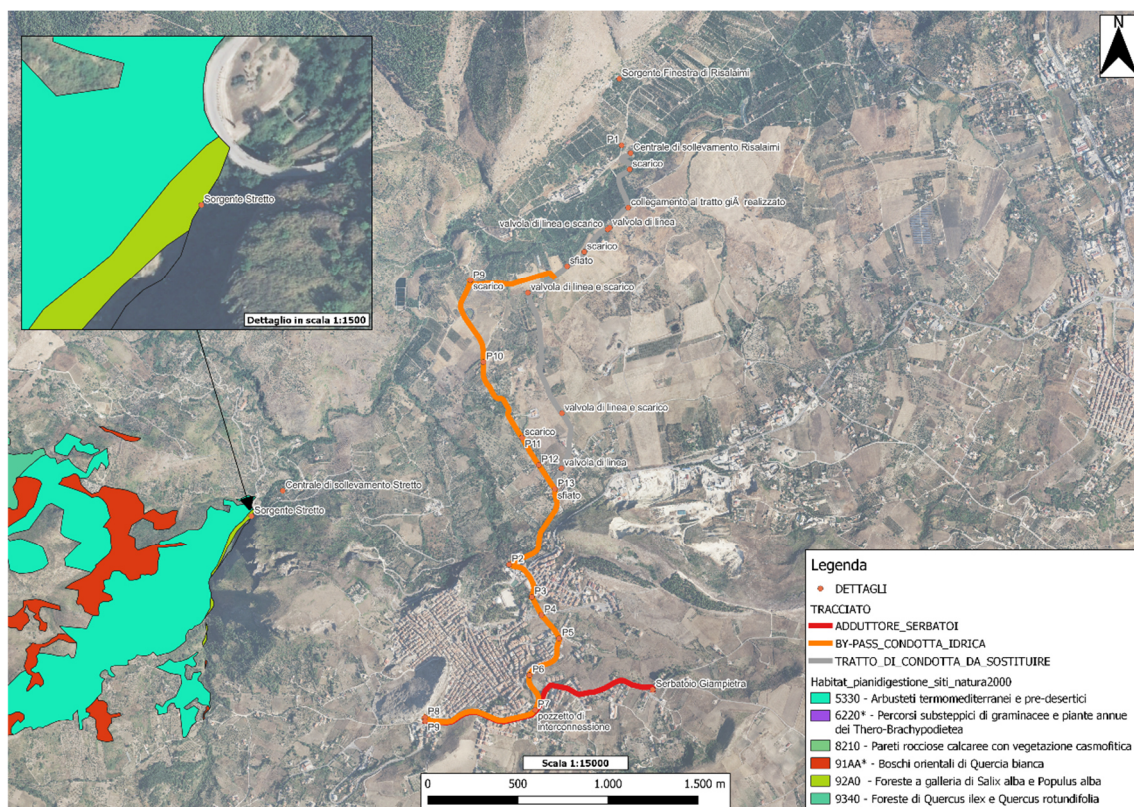 N
Sorgente Finestra di Risalaimi
P1
Centrale di sollevamento Risalaimi
scarico
collegamento al tratto giÃ realizzato
valvola di linea e scarico
valvola di linea
scarico
sfiato
P9
scarico
valvola di linea e scarico
P10
valvola di linea e scarico
scarico
P11
P12
valvola di linea
P13
sfiato
Sorgente Stretto
Dettaglio in scala 1:1500
Centrale di sollevamento Stretto
Sorgente Stretto
P2
P3
P4
P5
P6
Serbatoio Giampietra
P7
pozzetto di
interconnessione
P8
P9
Scala 1:15000
0 500 1.000 1.500 m
Legenda
DETTAGLI
TRACCIATO
ADDUTTORE_SERBATOI
BY-PASS_CONDOTTA_IDRICA
TRATTO_DI_CONDOTTA_DA_SOSTITUIRE
Habitat_pianidigestione_siti_natura2000
5330 - Arbusteti termomediterranei e pre-desertici
6220* - Percorsi substeppici di graminacee e piante annue
dei Thero-Brachypodietea
8210 - Pareti rocciose calcaree con vegetazione casmofitica
91AA* - Boschi orientali di Quercia bianca
92A0 - Foreste a galleria di Salix alba e Populus alba
9340 - Foreste di Quercus ilex e Quercus rotundifolia